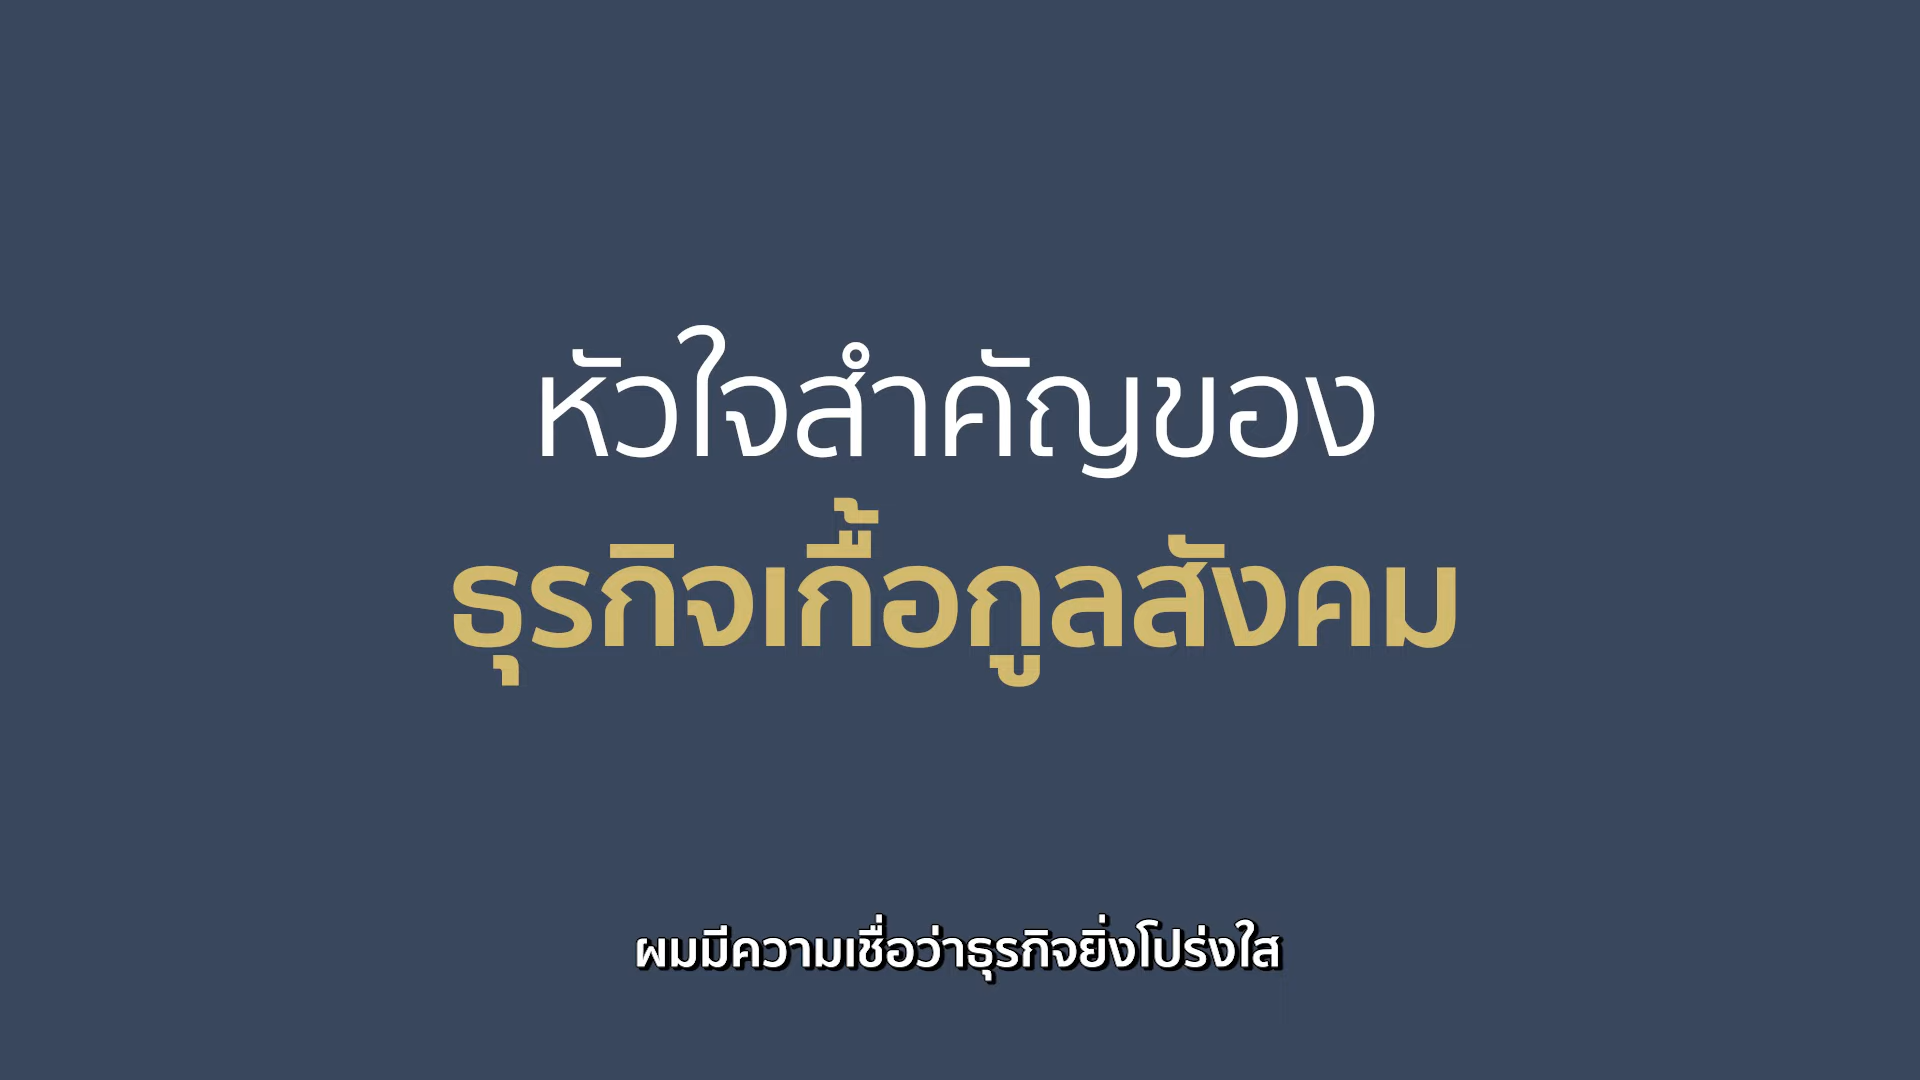 หัวใจสำคัญของ
ธุรกิจเกื้อกูลสังคม
ผมมีความเชื่อว่าธุรกิจยิ่งโปร่งใส